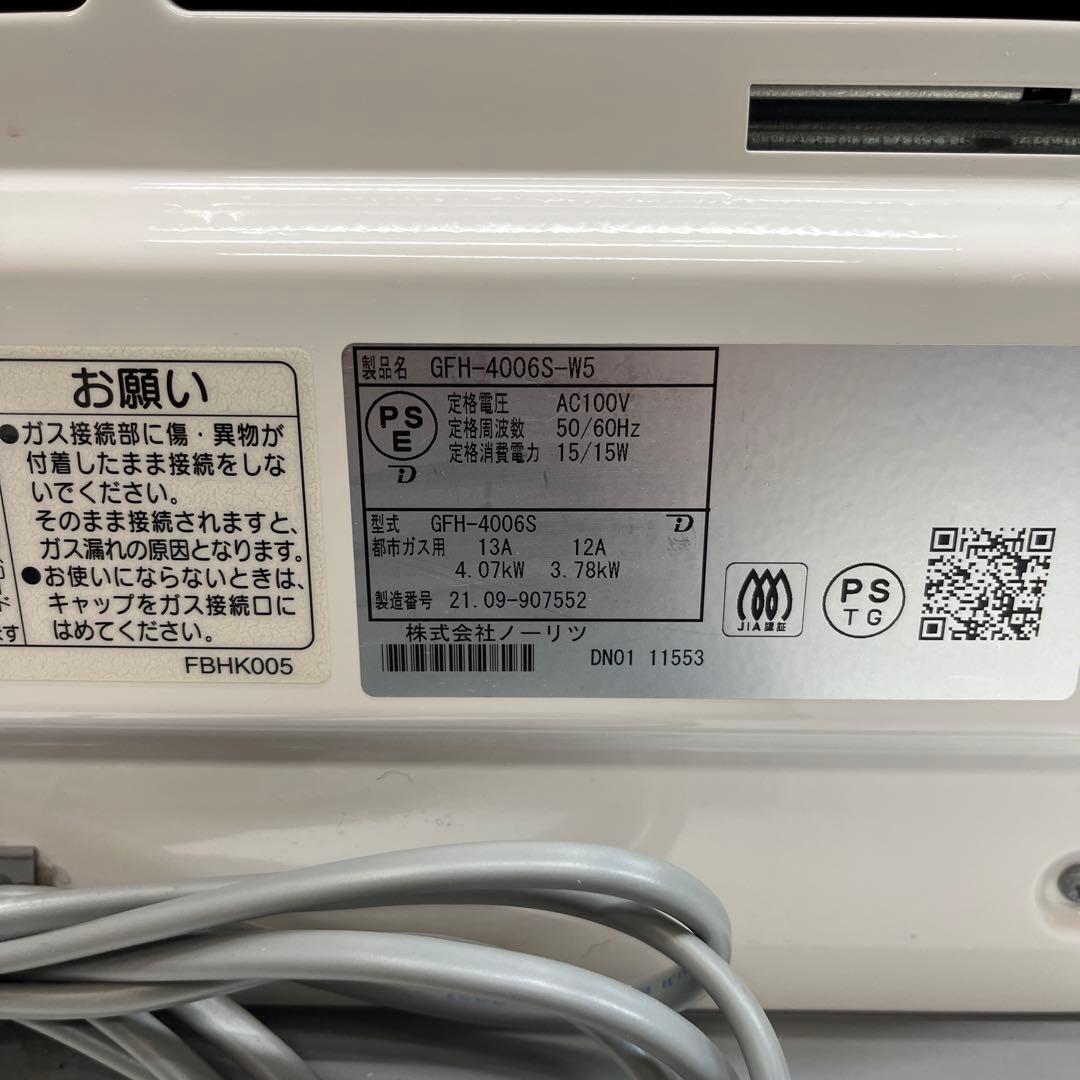 お願い
●ガス接続部に傷・異物が
付着したまま接続をしな
いでください。
そのまま接続されますと、
ガス漏れの原因となります。
●お使いにならないときは、
キャップをガス接続口に
はめてください。
FBHK005
ド
ます
製品名 GFH-4006S-W5
PS
E
定格電圧 AC100V
定格周波数 50/60Hz
定格消費電力 15/15W
型式 GFH-4006S
都市ガス用 13A 12A
4.07kW 3.78kW
製造番号 21.09-907552
株式会社ノーリツ
DN01 11553
JIA認証
PS
TG